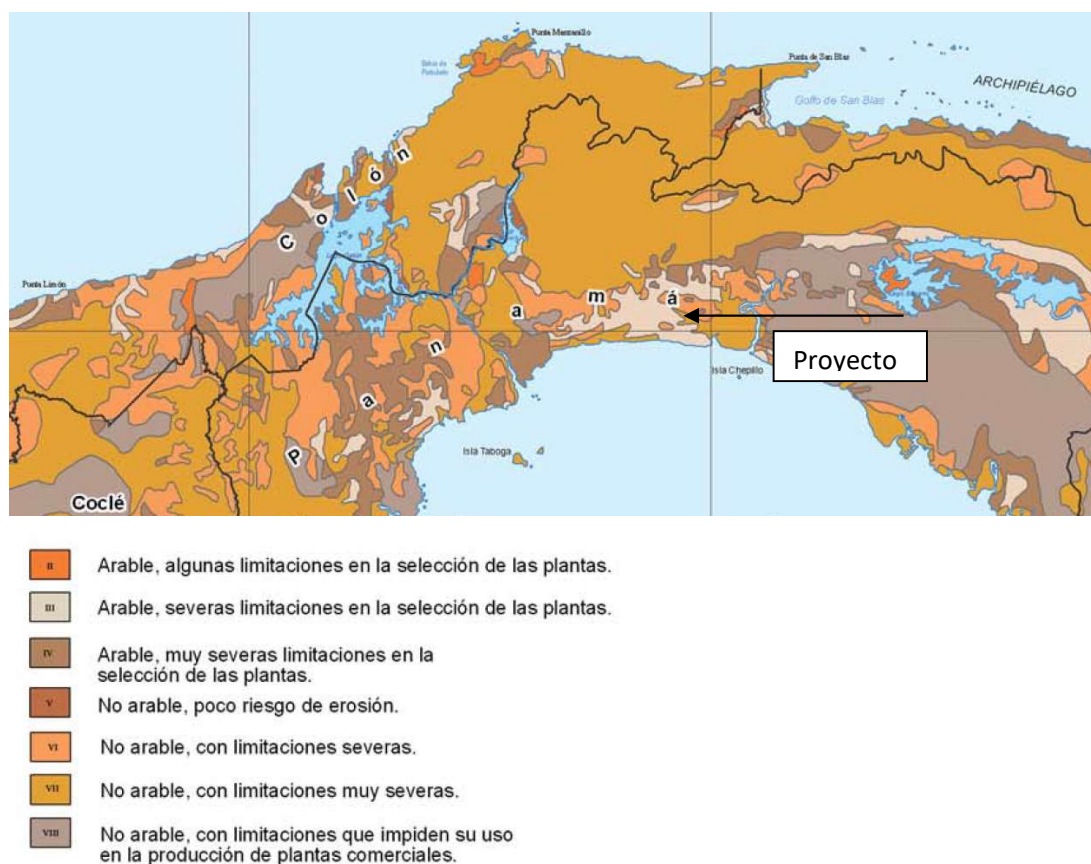 Punta Manzanillo
Punta de San Blas
ARCHIPIÉLAGO
Golfo de San Blas
Colón
Punta Limón
Panamá
Proyecto
Isla Chepillo
Isla Taboga
Coclé
II Arable, algunas limitaciones en la selección de las plantas.
III Arable, severas limitaciones en la selección de las plantas.
IV Arable, muy severas limitaciones en la
selección de las plantas.
V No arable, poco riesgo de erosión.
VI No arable, con limitaciones severas.
VII No arable, con limitaciones muy severas.
VIII No arable, con limitaciones que impiden su uso
en la producción de plantas comerciales.